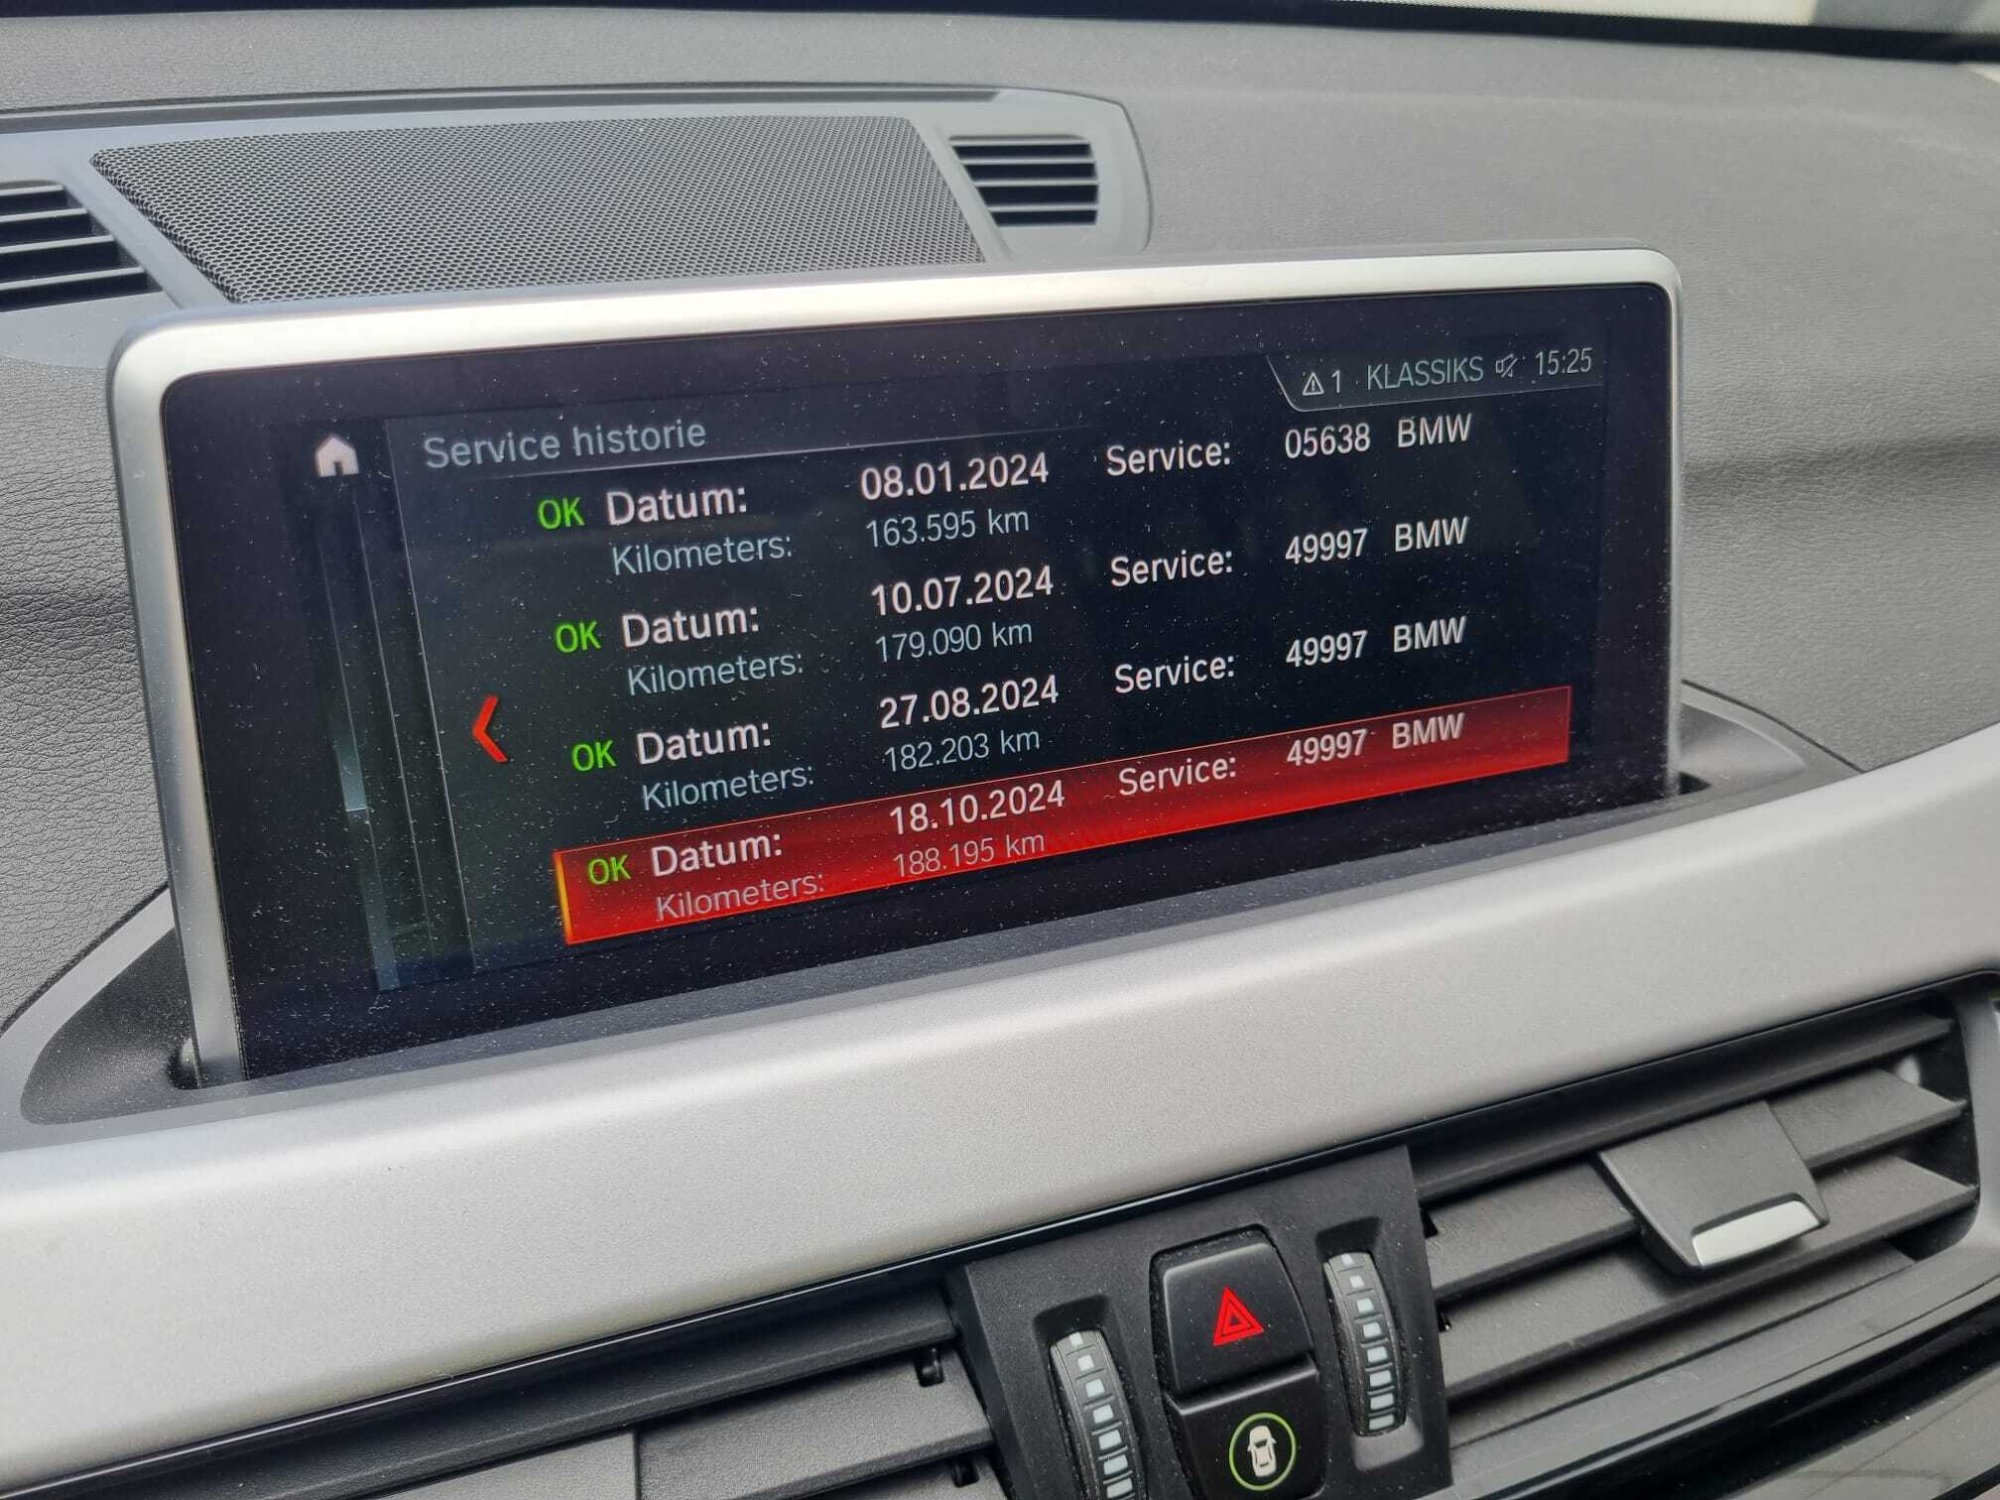 1 KLASSIKS 15:25
Service historie
OK Datum: 08.01.2024 Service: 05638 BMW
Kilometers: 163.595 km
OK Datum: 10.07.2024 Service: 49997 BMW
Kilometers: 179.090 km
OK Datum: 27.08.2024 Service: 49997 BMW
Kilometers: 182.203 km
OK Datum: 18.10.2024 Service: 49997 BMW
Kilometers: 188.195 km